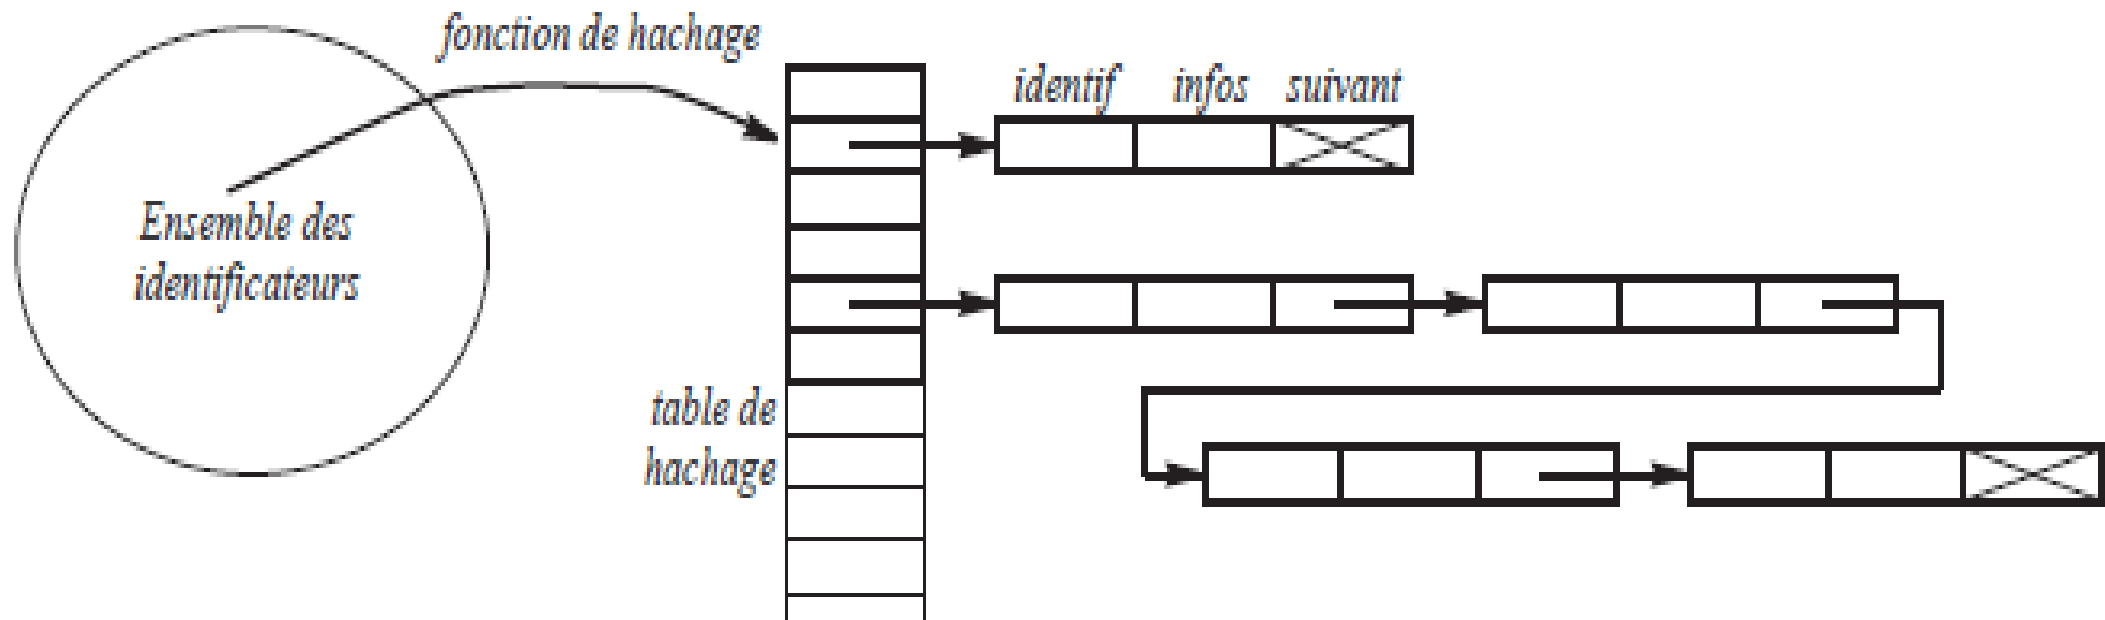 fonction de hachage
identif infos suivant
Ensemble des
identificateurs
table de
hachage